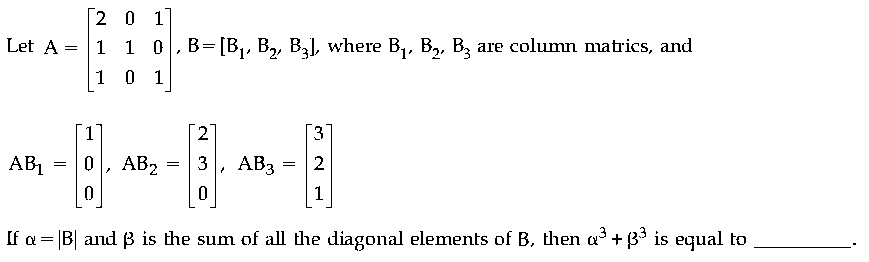 Let A = [2 0 1; 1 1 0; 1 0 1], B = [B₁, B₂, B₃], where B₁, B₂, B₃ are column matrics, and
AB₁ = [1; 0; 0], AB₂ = [2; 3; 0], AB₃ = [3; 2; 1]
If α = |B| and β is the sum of all the diagonal elements of B, then α³ + β³ is equal to __________.